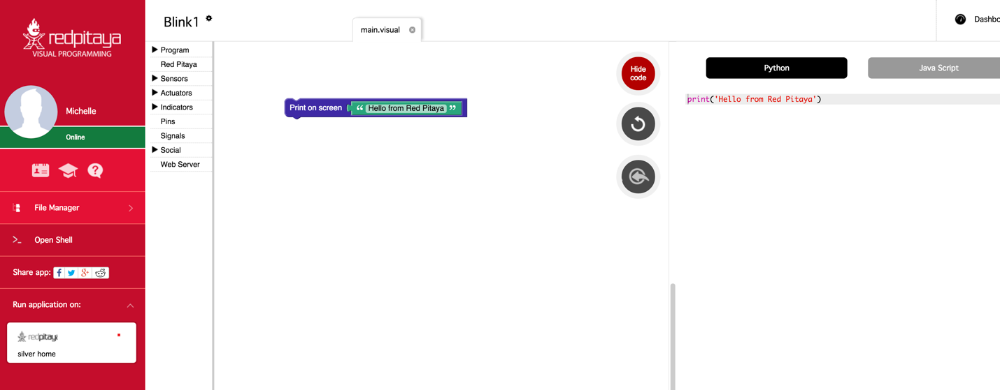 redpitaya
VISUAL PROGRAMMING
Michelle
Online
File Manager
Open Shell
Share app:
Run application on:
redpitaya
silver home
Blink1
main.visual
Program
Red Pitaya
Sensors
Actuators
Indicators
Pins
Signals
Social
Web Server
Print on screen “ Hello from Red Pitaya ”
Hide
code
Dashbo
Python
Java Script
print('Hello from Red Pitaya')